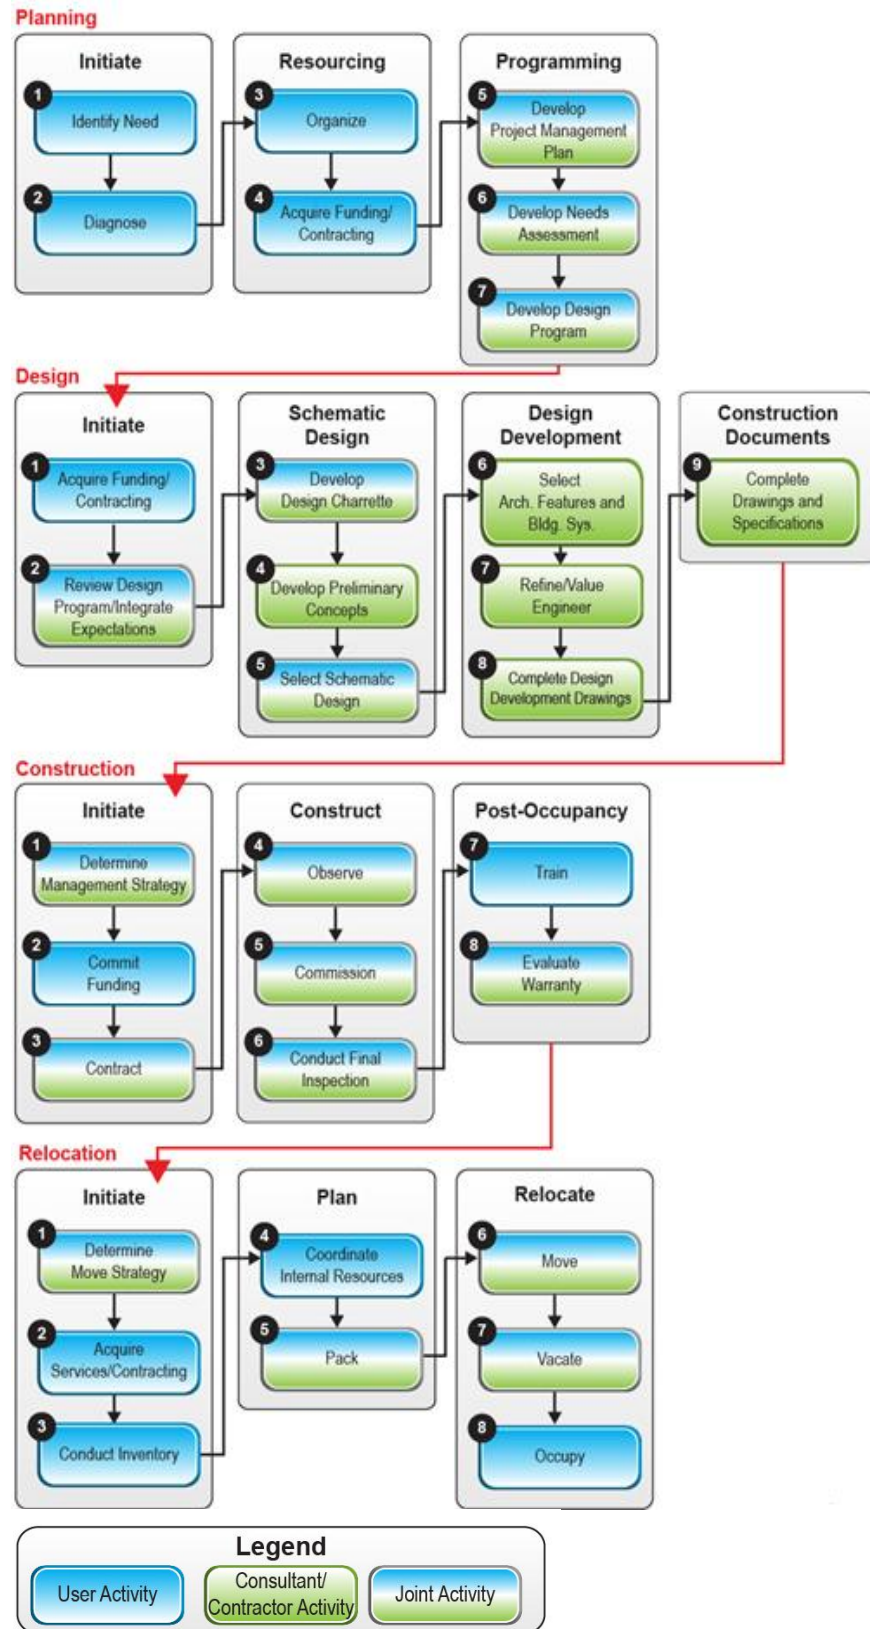 Planning
Initiate
1
Identify Need
2
Diagnose
Resourcing
3
Organize
4
Acquire Funding/
Contracting
Programming
5
Develop
Project Management
Plan
6
Develop Needs
Assessment
7
Develop Design
Program
Design
Initiate
1
Acquire Funding/
Contracting
2
Review Design
Program/Integrate
Expectations
Schematic
Design
3
Develop
Design Charrette
4
Develop Preliminary
Concepts
5
Select Schematic
Design
Design
Development
6
Select
Arch. Features and
Bldg. Sys.
7
Refine/Value
Engineer
8
Complete Design
Development Drawings
Construction
Documents
9
Complete
Drawings and
Specifications
Construction
Initiate
1
Determine
Management Strategy
2
Commit
Funding
3
Contract
Construct
4
Observe
5
Commission
6
Conduct Final
Inspection
Post-Occupancy
7
Train
8
Evaluate
Warranty
Relocation
Initiate
1
Determine
Move Strategy
2
Acquire
Services/Contracting
3
Conduct Inventory
Plan
4
Coordinate
Internal Resources
5
Pack
Relocate
6
Move
7
Vacate
8
Occupy
Legend
User Activity
Consultant/
Contractor Activity
Joint Activity